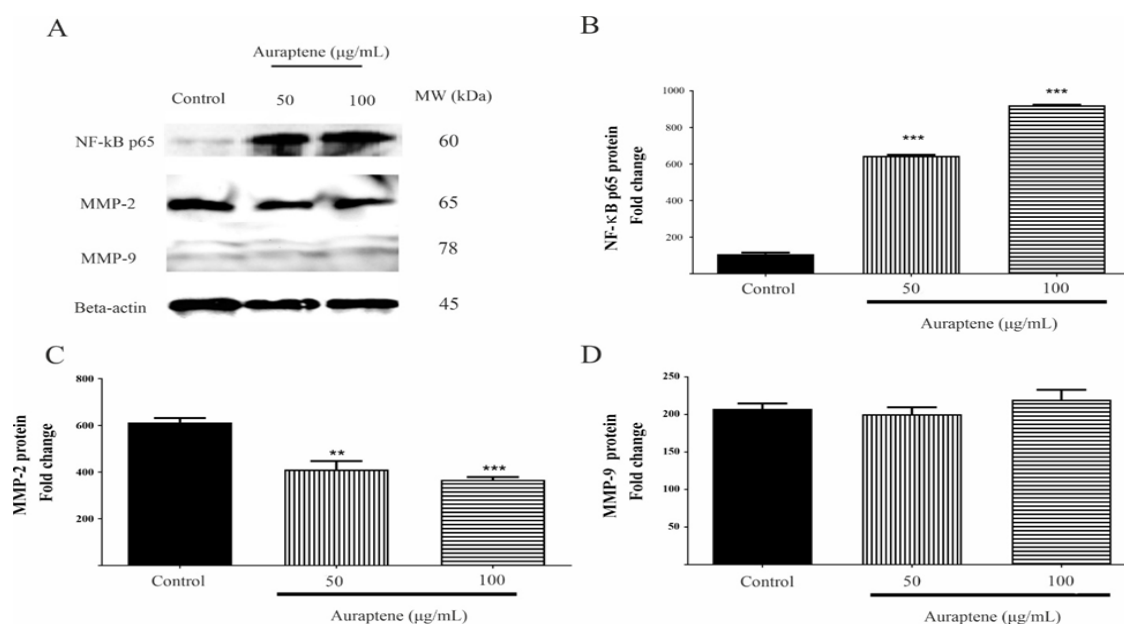 A
Auraptene (μg/mL)
Control 50 100 MW (kDa)
NF-kB p65 60
MMP-2 65
MMP-9 78
Beta-actin 45
B
NF-κB p65 protein
Fold change
1000
800
600
400
200
***
***
Control 50 100
Auraptene (μg/mL)
C
MMP-2 protein
Fold change
800
600
400
200
**
***
Control 50 100
Auraptene (μg/mL)
D
MMP-9 protein
Fold change
250
200
150
100
50
Control 50 100
Auraptene (μg/mL)